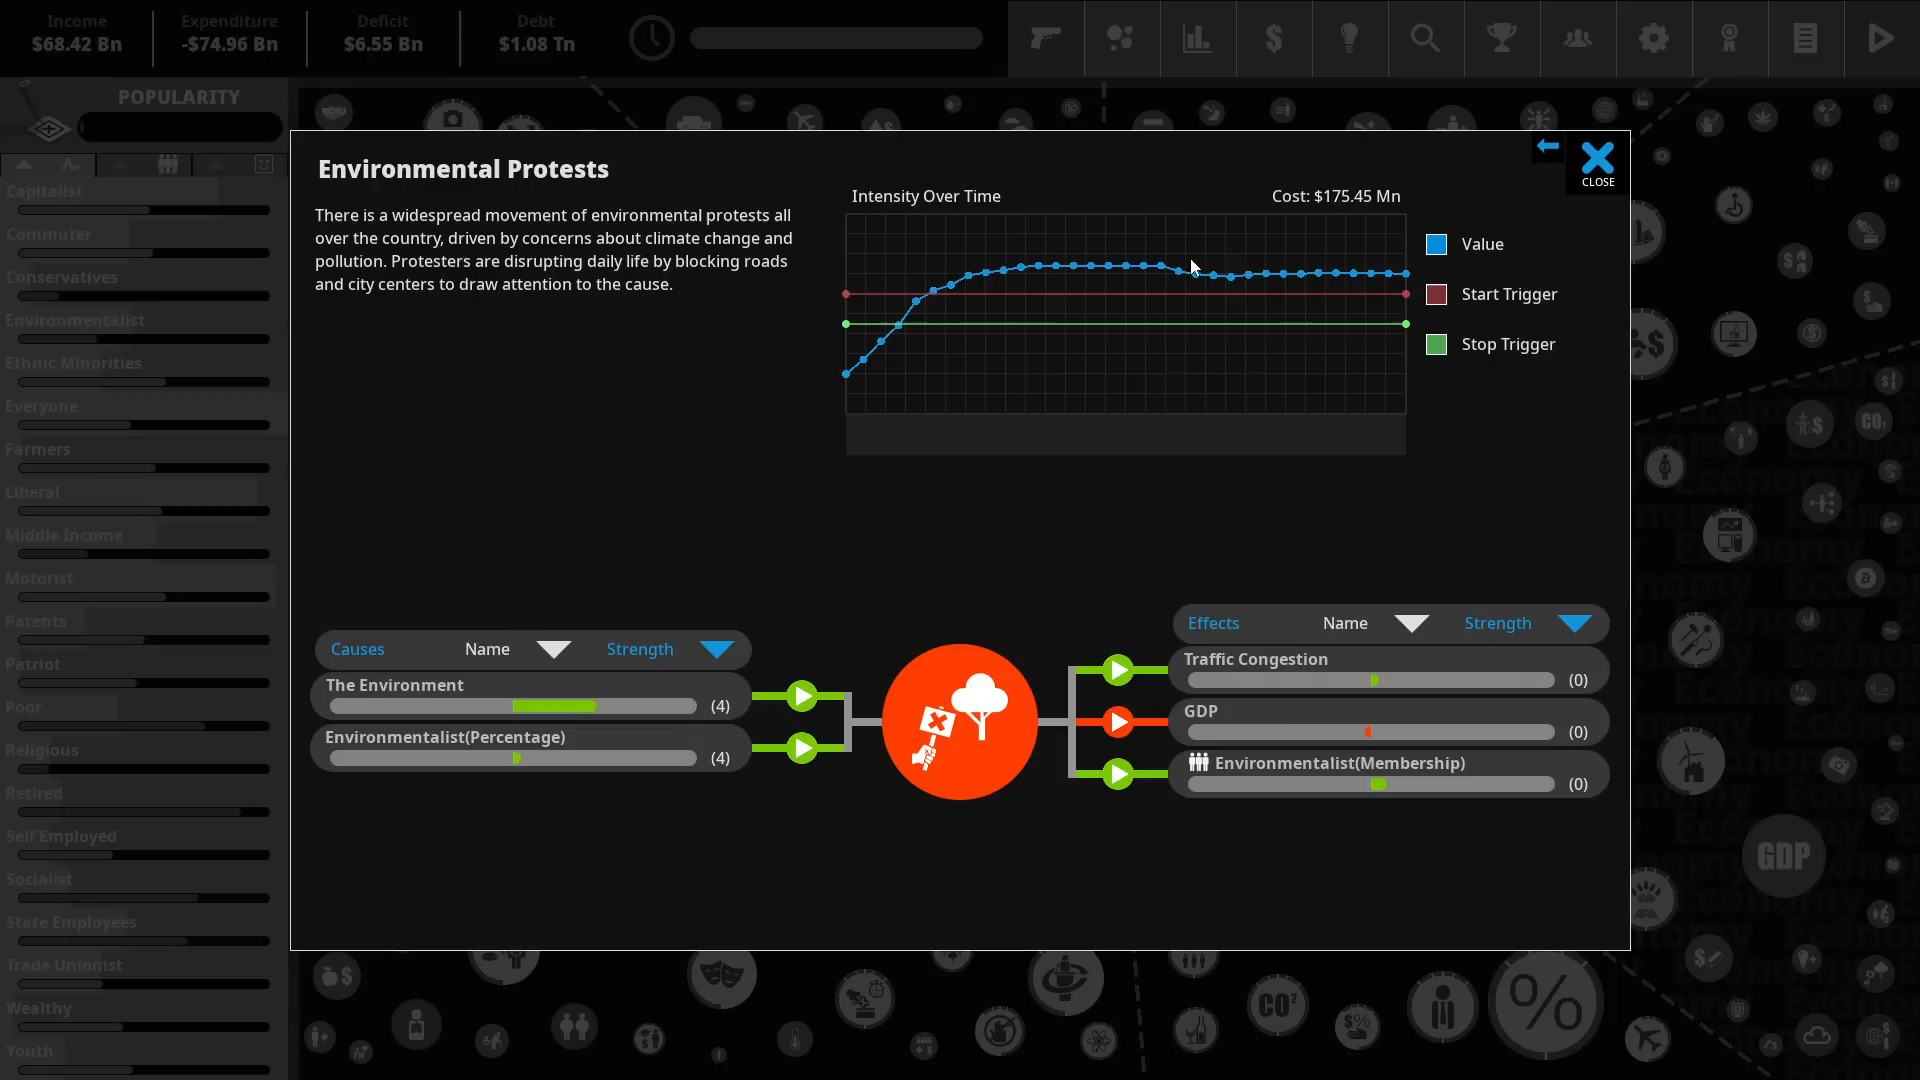 Income
$68.42 Bn
Expenditure
-$74.96 Bn
Deficit
$6.55 Bn
Debt
$1.08 Tn
POPULARITY
Capitalist
Commuter
Conservatives
Environmentalist
Ethnic Minorities
Everyone
Farmers
Liberal
Middle Income
Motorist
Parents
Patriot
Poor
Religious
Retired
Self Employed
Socialist
State Employees
Trade Unionist
Wealthy
Youth
Environmental Protests
There is a widespread movement of environmental protests all
over the country, driven by concerns about climate change and
pollution. Protesters are disrupting daily life by blocking roads
and city centers to draw attention to the cause.
Intensity Over Time
Cost: $175.45 Mn
Value
Start Trigger
Stop Trigger
CLOSE
Causes
Name
Strength
The Environment
(4)
Environmentalist(Percentage)
(4)
Effects
Name
Strength
Traffic Congestion
(0)
GDP
(0)
Environmentalist(Membership)
(0)
GDP
CO²
Economy